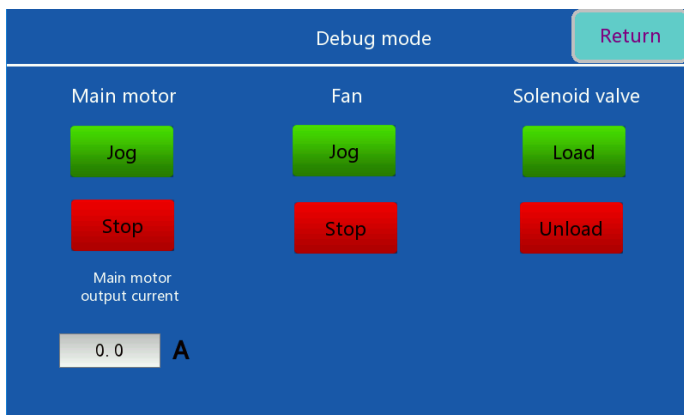 Debug mode
Return
Main motor
Fan
Solenoid valve
Jog
Jog
Load
Stop
Stop
Unload
Main motor
output current
0.0 A